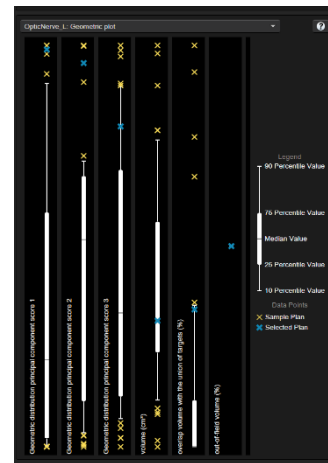 OpticNerve_L: Geometric plot
?
Geometric distribution principal component score 1
Geometric distribution principal component score 2
Geometric distribution principal component score 3
volume (cm³)
overlap volume with the union of targets (%)
out-of-field volume (%)
Legend
90 Percentile Value
75 Percentile Value
Median Value
25 Percentile Value
10 Percentile Value
Data Points
Sample Plan
Selected Plan